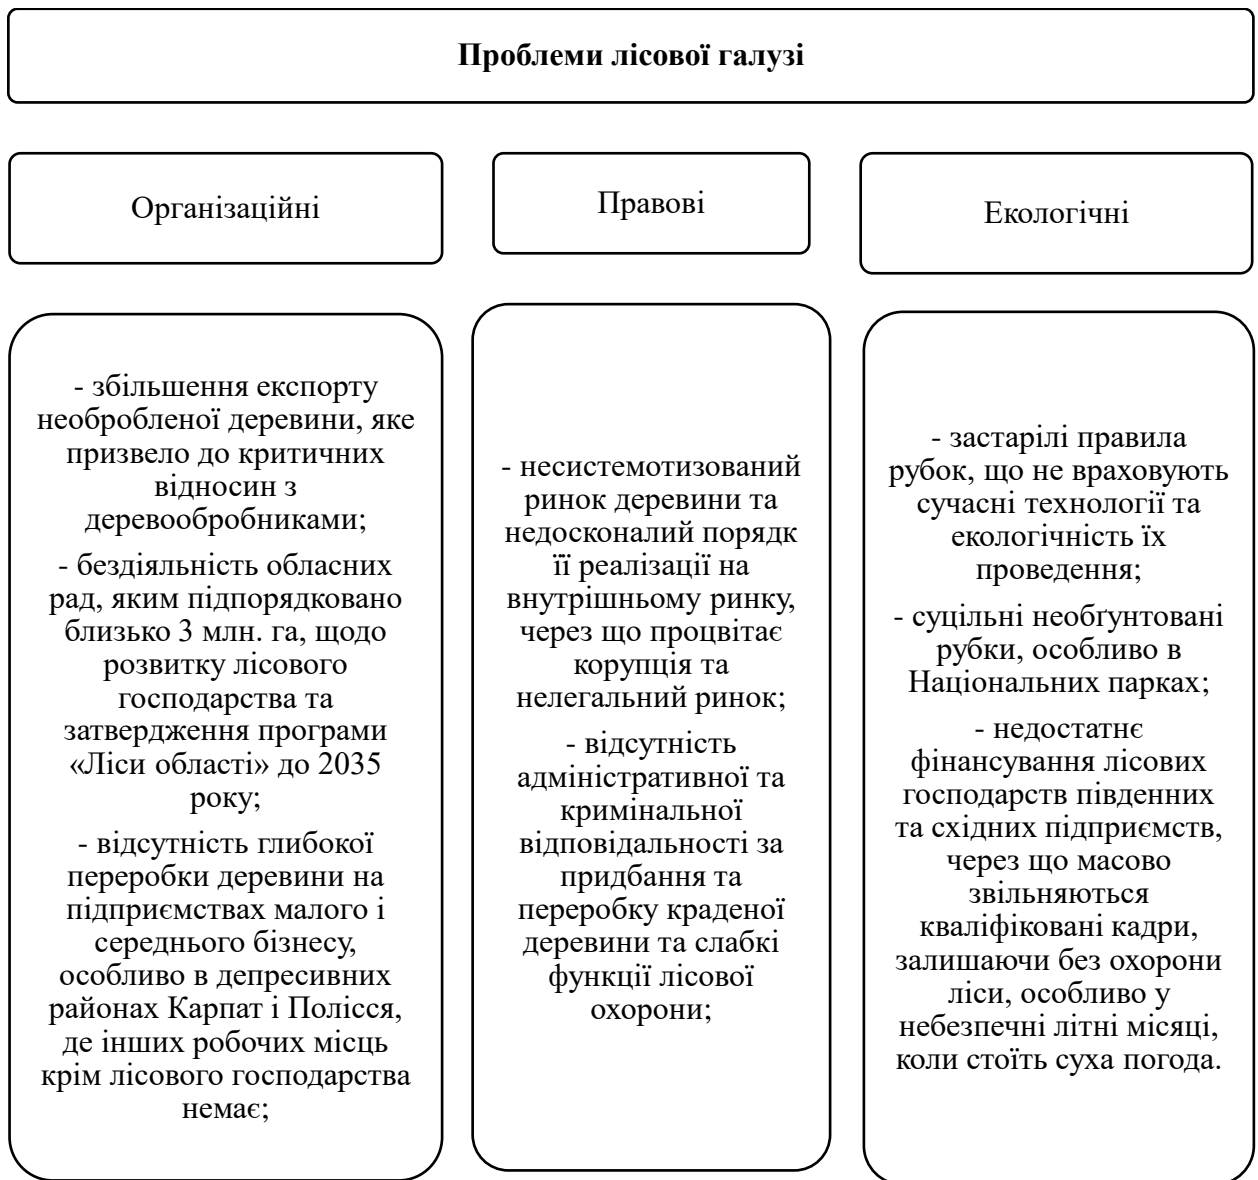 Проблеми лісової галузі
Організаційні
Правові
Екологічні
- збільшення експорту
необробленої деревини, яке
призвело до критичних
відносин з
деревообробниками;
- бездіяльність обласних
рад, яким підпорядковано
близько 3 млн. га, щодо
розвитку лісового
господарства та
затвердження програми
«Ліси області» до 2035
року;
- відсутність глибокої
переробки деревини на
підприємствах малого і
середнього бізнесу,
особливо в депресивних
районах Карпат і Полісся,
де інших робочих місць
крім лісового господарства
немає;
- несистемотизований
ринок деревини та
недосконалий порядк
її реалізації на
внутрішньому ринку,
через що процвітає
корупція та
нелегальний ринок;
- відсутність
адміністративної та
кримінальної
відповідальності за
придбання та
переробку краденої
деревини та слабкі
функції лісової
охорони;
- застарілі правила
рубок, що не враховують
сучасні технології та
екологічність їх
проведення;
- суцільні необґунтовані
рубки, особливо в
Національних парках;
- недостатнє
фінансування лісових
господарств південних
та східних підприємств,
через що масово
звільняються
кваліфіковані кадри,
залишаючи без охорони
ліси, особливо у
небезпечні літні місяці,
коли стоїть суха погода.